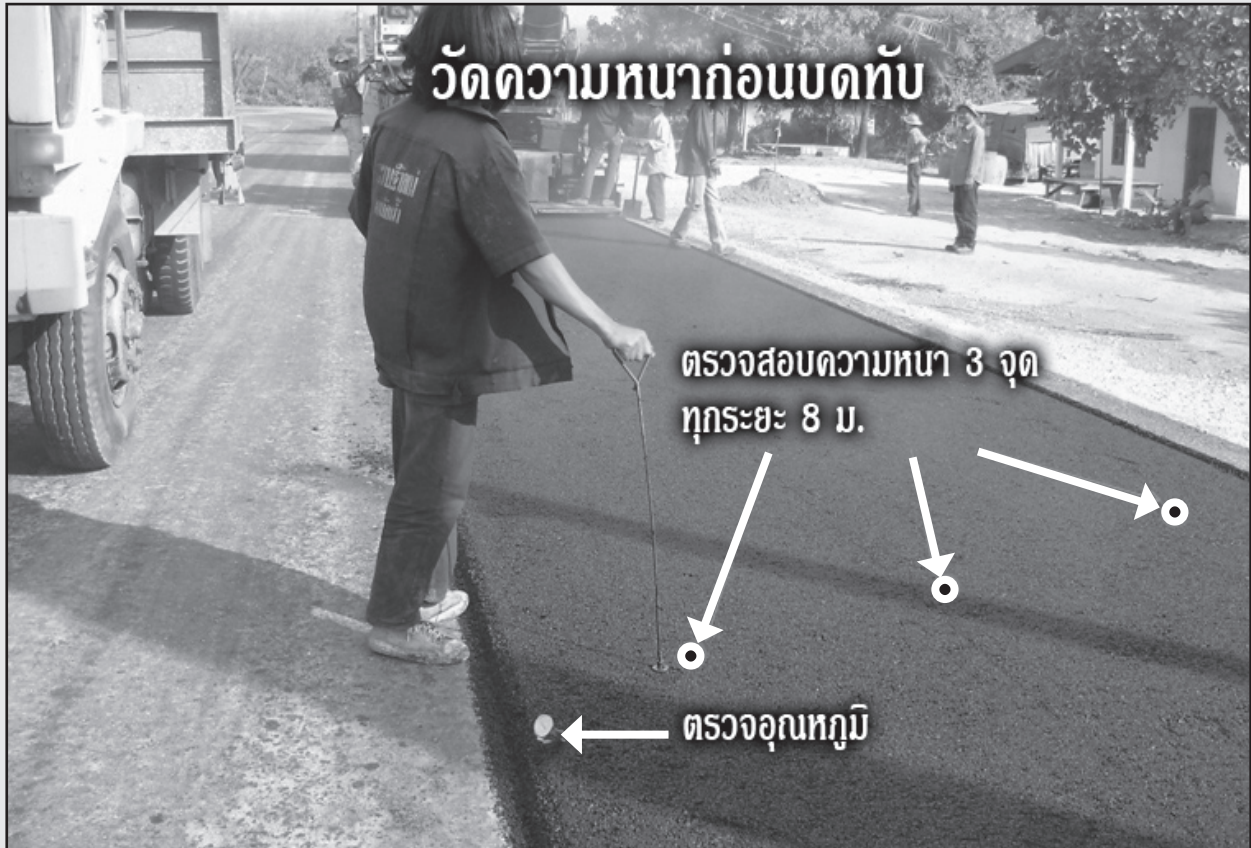 วัดความหนาก่อนบดทับ
ตรวจสอบความหนา 3 จุด
ทุกระยะ 8 ม.
ตรวจอุณหภูมิ